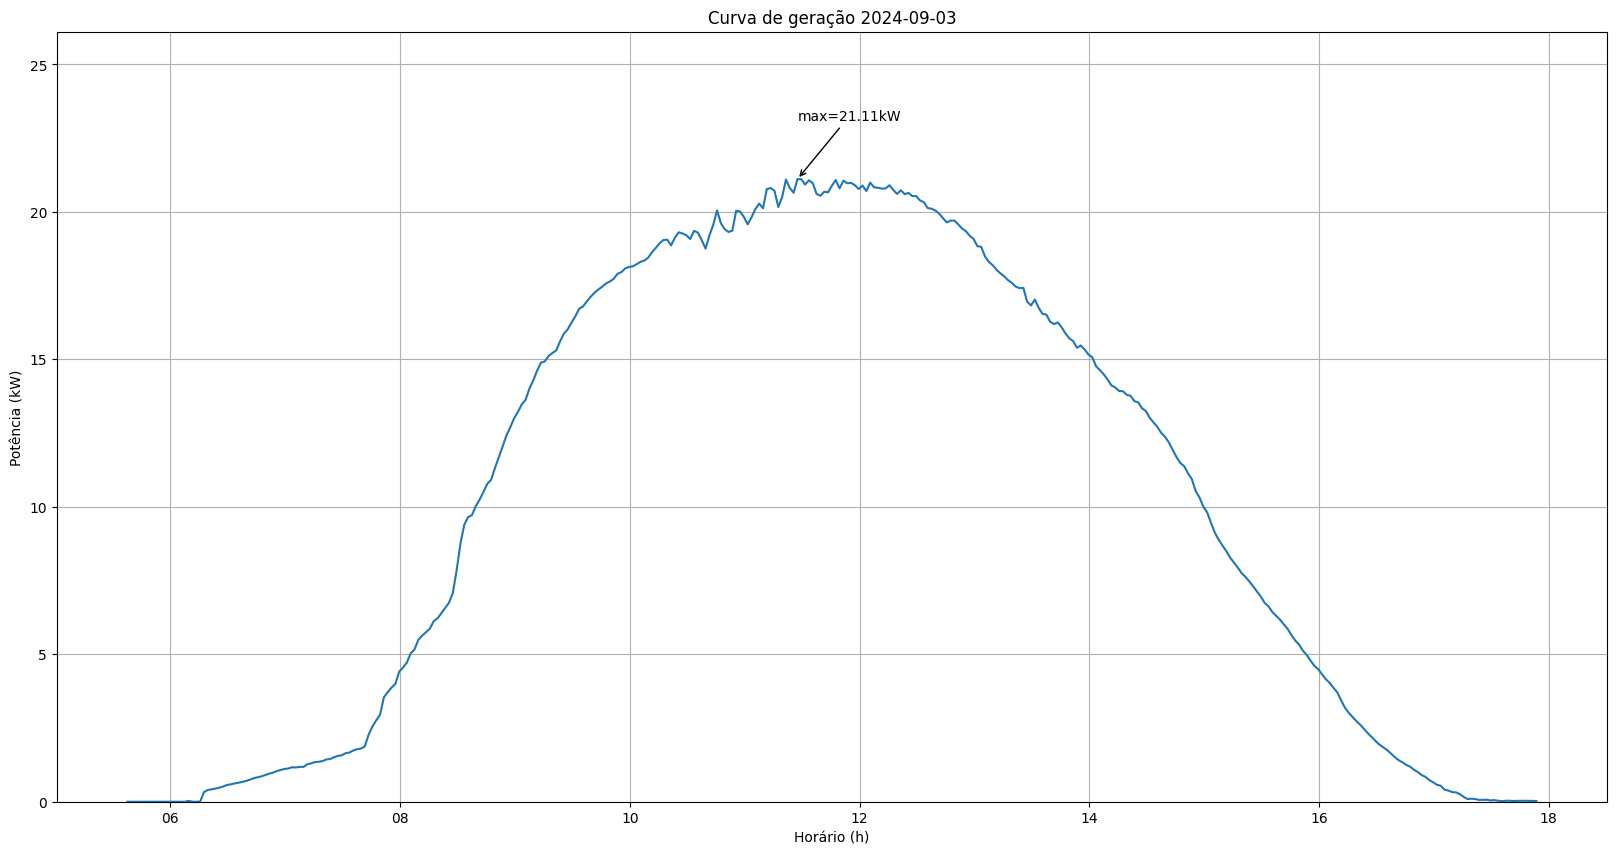 Curva de geração 2024-09-03
25
max=21.11kW
20
15
Potência (kW)
10
5
0
06 08 10 12 14 16 18
Horário (h)